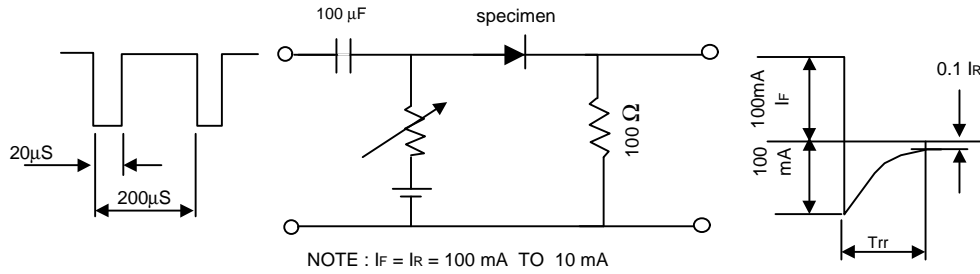 100 µF
specimen
20µS
200µS
100 Ω
NOTE : IF = IR = 100 mA TO 10 mA
100mA
IF
0.1 IR
100
mA
Trr